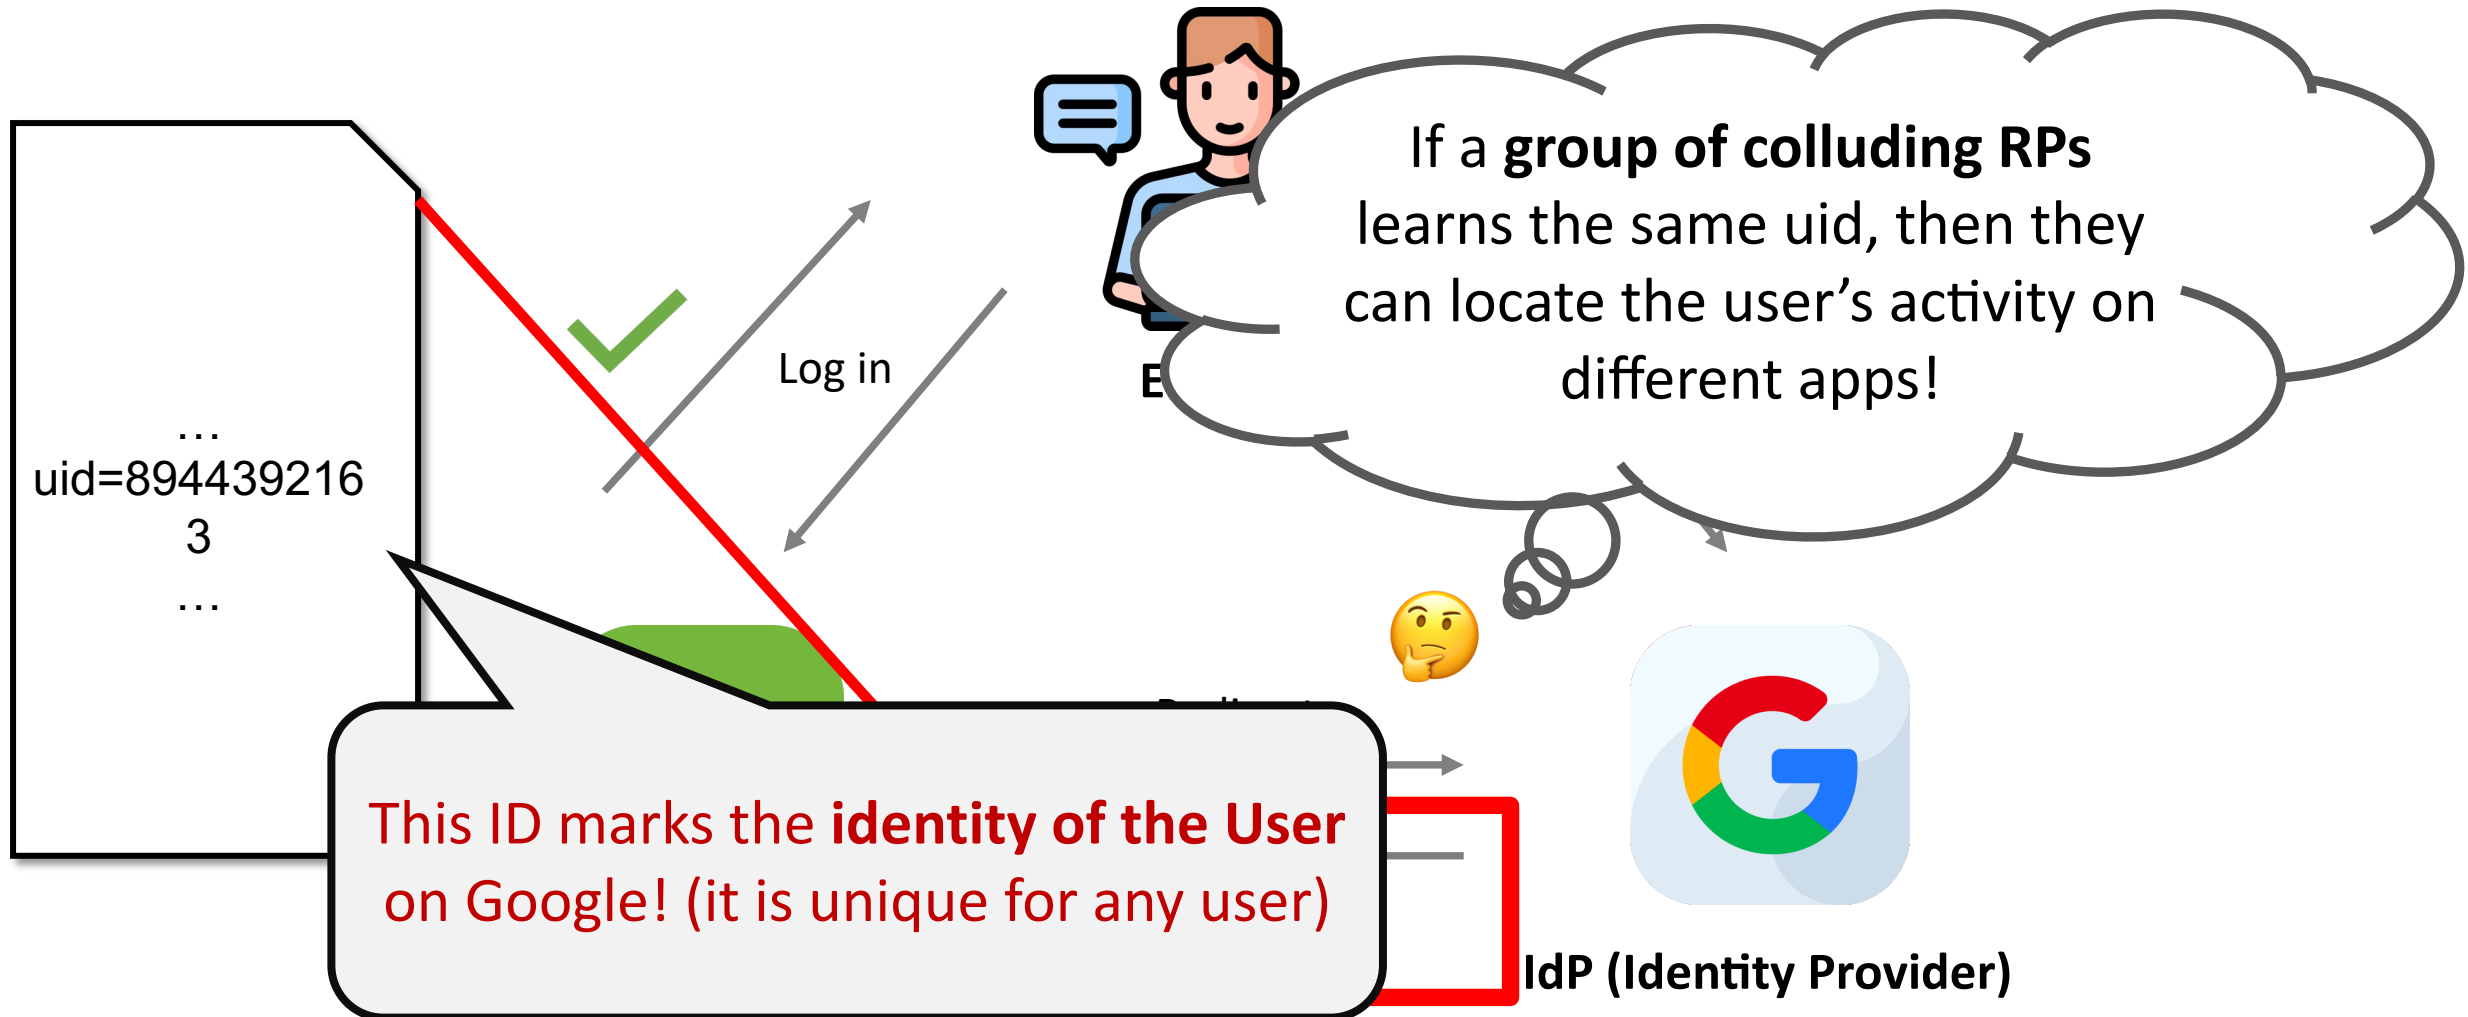 If a group of colluding RPs
learns the same uid, then they
can locate the user’s activity on
different apps!
Log in
…
uid=894439216
3
…
This ID marks the identity of the User
on Google! (it is unique for any user)
IdP (Identity Provider)